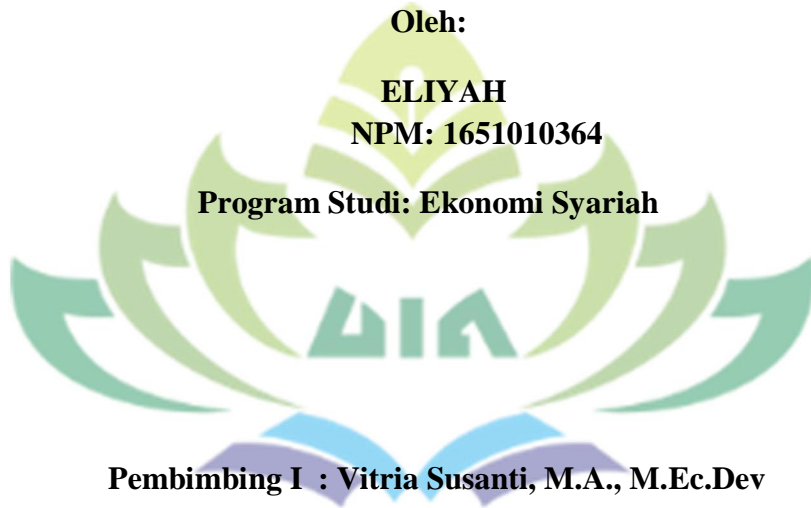 Oleh:
ELIYAH
NPM: 1651010364
Program Studi: Ekonomi Syariah
UIN
Pembimbing I : Vitria Susanti, M.A., M.Ec.Dev